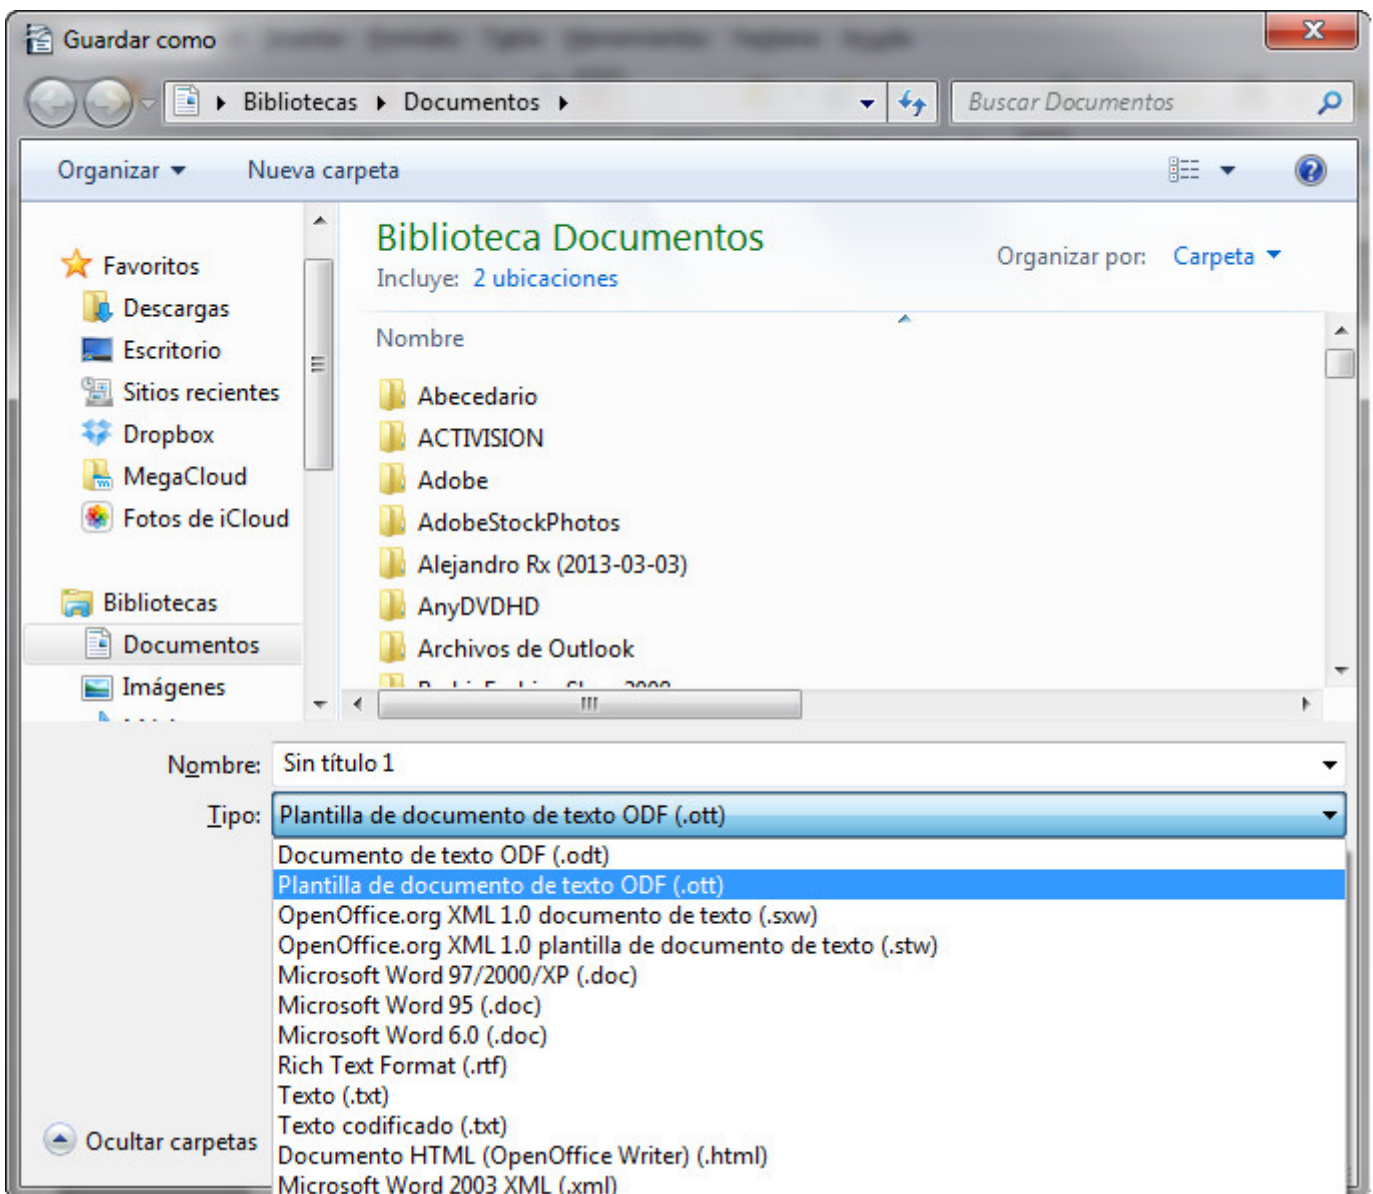 Guardar como
Bibliotecas Documentos
Buscar Documentos
Organizar Nueva carpeta
Favoritos
Descargas
Escritorio
Sitios recientes
Dropbox
MegaCloud
Fotos de iCloud
Bibliotecas
Documentos
Imágenes
Biblioteca Documentos
Incluye: 2 ubicaciones
Organizar por: Carpeta
Nombre
Abecedario
ACTIVISION
Adobe
AdobeStockPhotos
Alejandro Rx (2013-03-03)
AnyDVDHD
Archivos de Outlook
Nombre: Sin título 1
Tipo: Plantilla de documento de texto ODF (.ott)
Documento de texto ODF (.odt)
Plantilla de documento de texto ODF (.ott)
OpenOffice.org XML 1.0 documento de texto (.sxw)
OpenOffice.org XML 1.0 plantilla de documento de texto (.stw)
Microsoft Word 97/2000/XP (.doc)
Microsoft Word 95 (.doc)
Microsoft Word 6.0 (.doc)
Rich Text Format (.rtf)
Texto (.txt)
Texto codificado (.txt)
Documento HTML (OpenOffice Writer) (.html)
Microsoft Word 2003 XML (.xml)
Ocultar carpetas